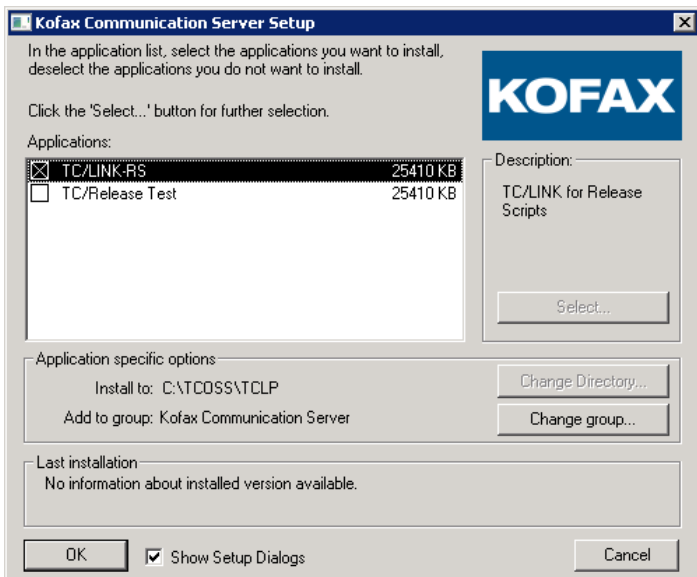 Kofax Communication Server Setup
In the application list, select the applications you want to install,
deselect the applications you do not want to install.
KOFAX
Click the 'Select...' button for further selection.
Applications:
TC/LINK-RS 25410 KB
TC/Release Test 25410 KB
Description:
TC/LINK for Release
Scripts
Select...
Application specific options
Install to: C:\TCOSS\TCLP
Change Directory...
Add to group: Kofax Communication Server
Change group...
Last installation
No information about installed version available.
OK
Show Setup Dialogs
Cancel